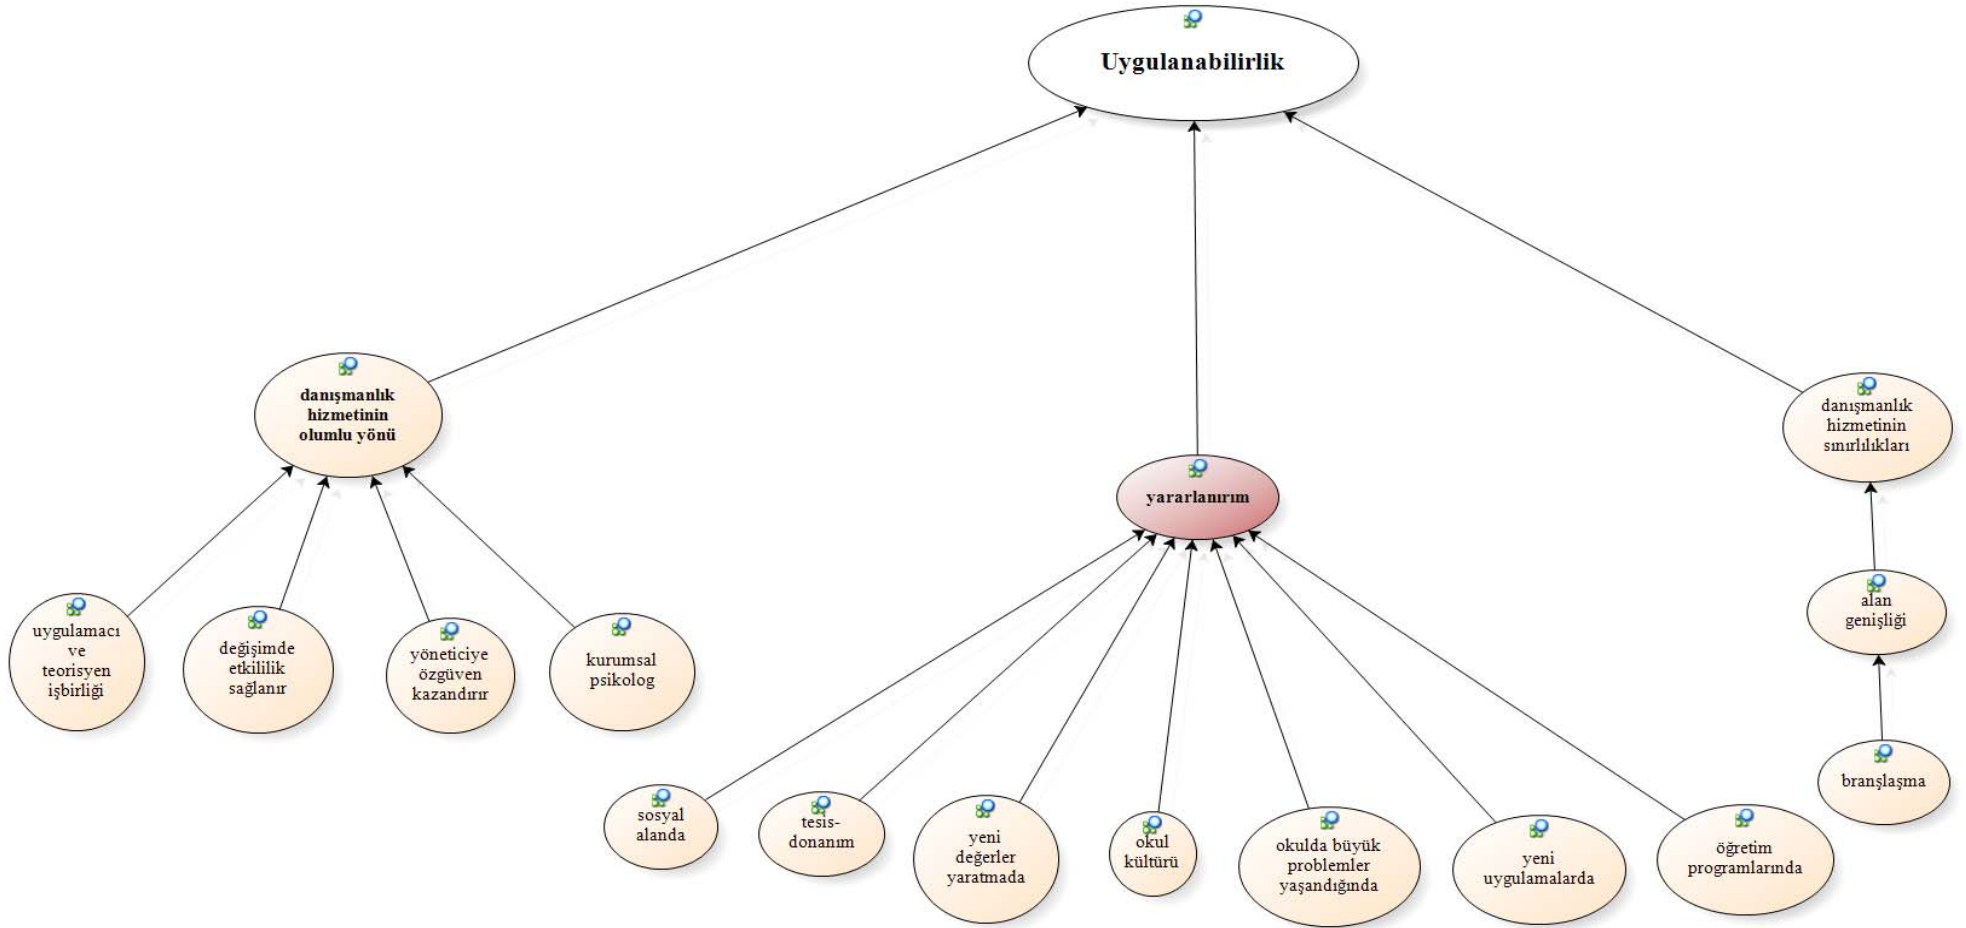 Uygulanabilirlik
danışmanlık
hizmetinin
olumlu yönü
uygulamacı
ve
teorisyen
işbirliği
değişimde
etkililik
sağlanır
yöneticiye
özgüven
kazandırır
kurumsal
psikolog
yararlanırım
sosyal
alanda
tesis-
donanım
yeni
değerler
yaratmada
okul
kültürü
okulda büyük
problemler
yaşandığında
yeni
uygulamalarda
öğretim
programlarında
danışmanlık
hizmetinin
sınırlılıkları
alan
genişliği
branşlaşma